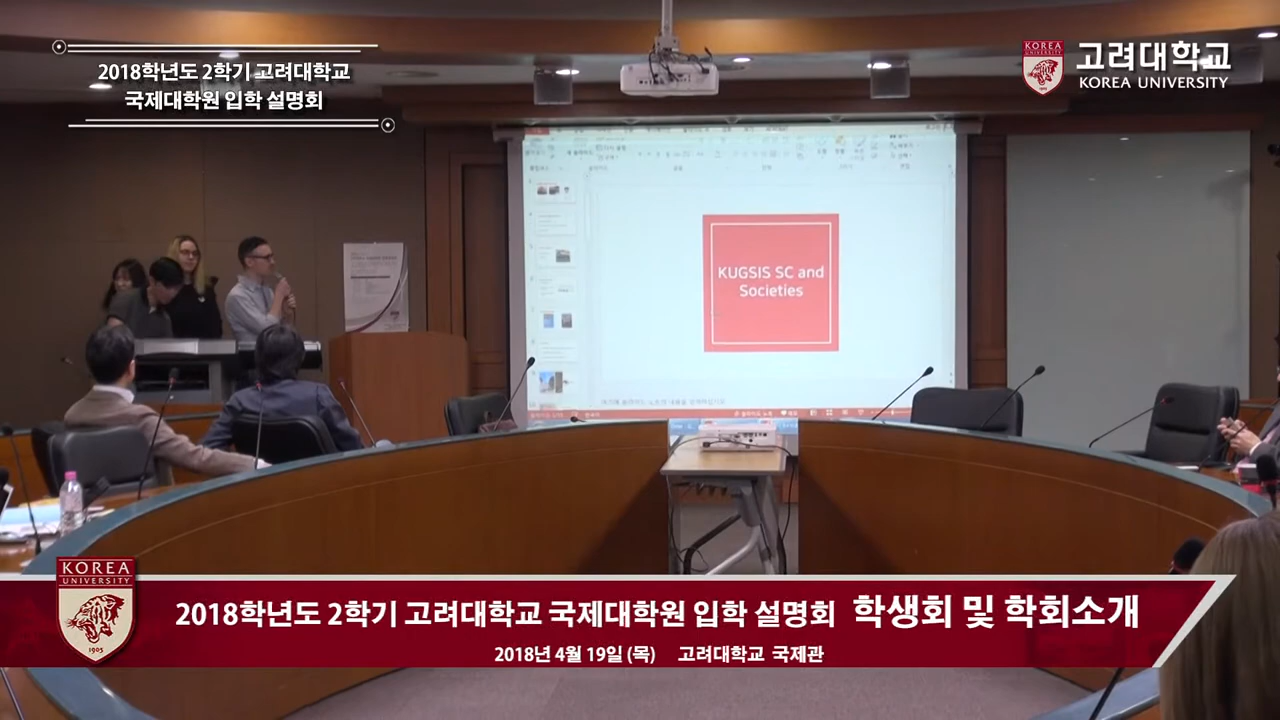 2018학년도 2학기 고려대학교
국제대학원 입학 설명회
KOREA
UNIVERSITY
고려대학교
KOREA UNIVERSITY
KUGSIS SC and
Societies
KOREA
UNIVERSITY
1905
2018학년도 2학기 고려대학교 국제대학원 입학 설명회 학생회 및 학회소개
2018년 4월 19일 (목) 고려대학교 국제관